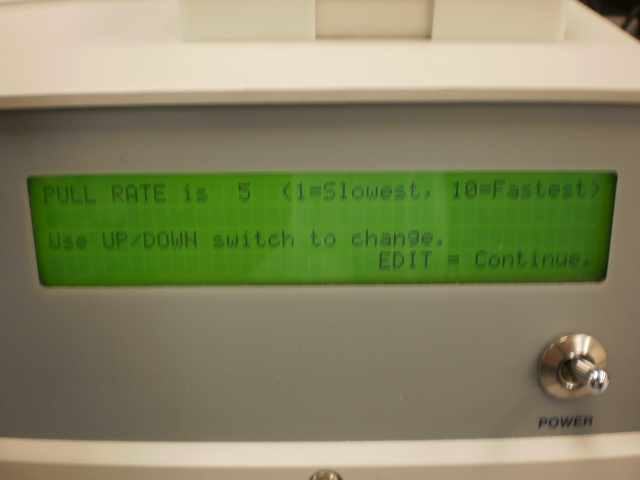 PULL RATE is 5 (1=Slowest, 10=Fastest)
Use UP/DOWN switch to change.
EDIT = Continue.
POWER